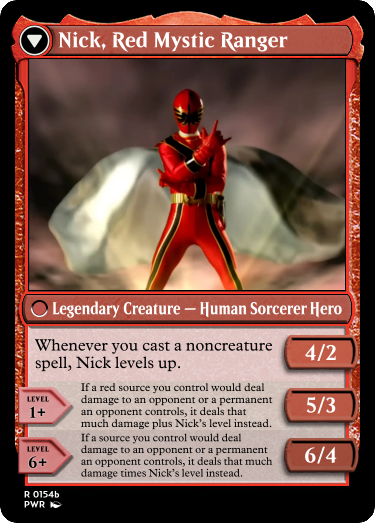 Nick, Red Mystic Ranger
Legendary Creature — Human Sorcerer Hero
Whenever you cast a noncreature
spell, Nick levels up.
4/2
LEVEL
1+
If a red source you control would deal
damage to an opponent or a permanent
an opponent controls, it deals that
much damage plus Nick's level instead.
5/3
LEVEL
6+
If a source you control would deal
damage to an opponent or a permanent
an opponent controls, it deals that much
damage times Nick's level instead.
6/4
R 0154b
PWR